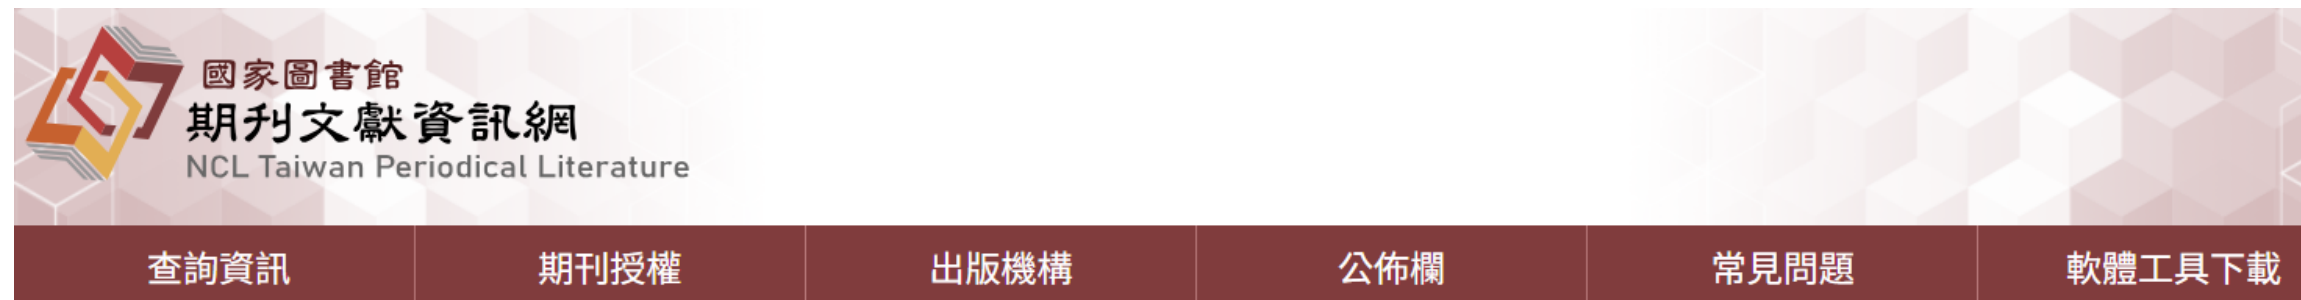 國家圖書館
期刊文獻資訊網
NCL Taiwan Periodical Literature
查詢資訊 期刊授權 出版機構 公佈欄 常見問題 軟體工具下載